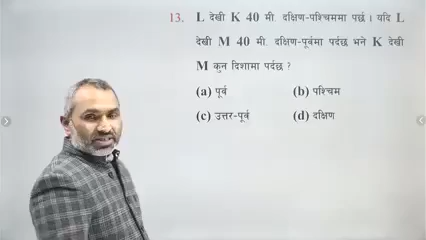 13. L देखी K 40 मी. दक्षिण-पश्चिममा पर्छ । यदि L
देखी M 40 मी. दक्षिण-पूर्वमा पर्दछ भने K देखी
M कुन दिशामा पर्दछ ?
(a) पूर्व (b) पश्चिम
(c) उत्तर-पूर्व (d) दक्षिण